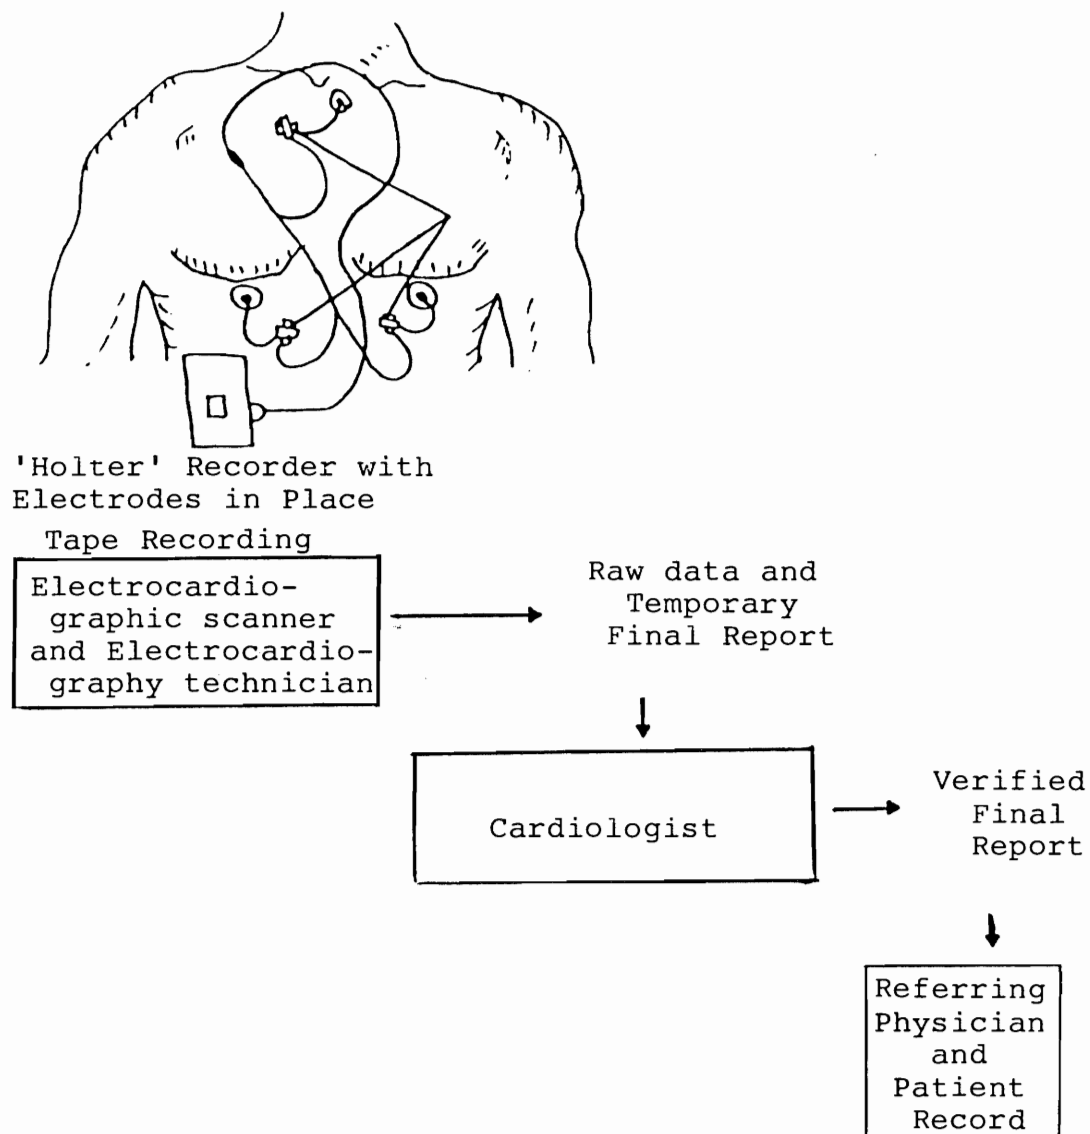 'Holter' Recorder with
Electrodes in Place
Tape Recording
Electrocardio-
graphic scanner
and Electrocardio-
graphy technician
Raw data and
Temporary
Final Report
Cardiologist
Verified
Final
Report
Referring
Physician
and
Patient
Record